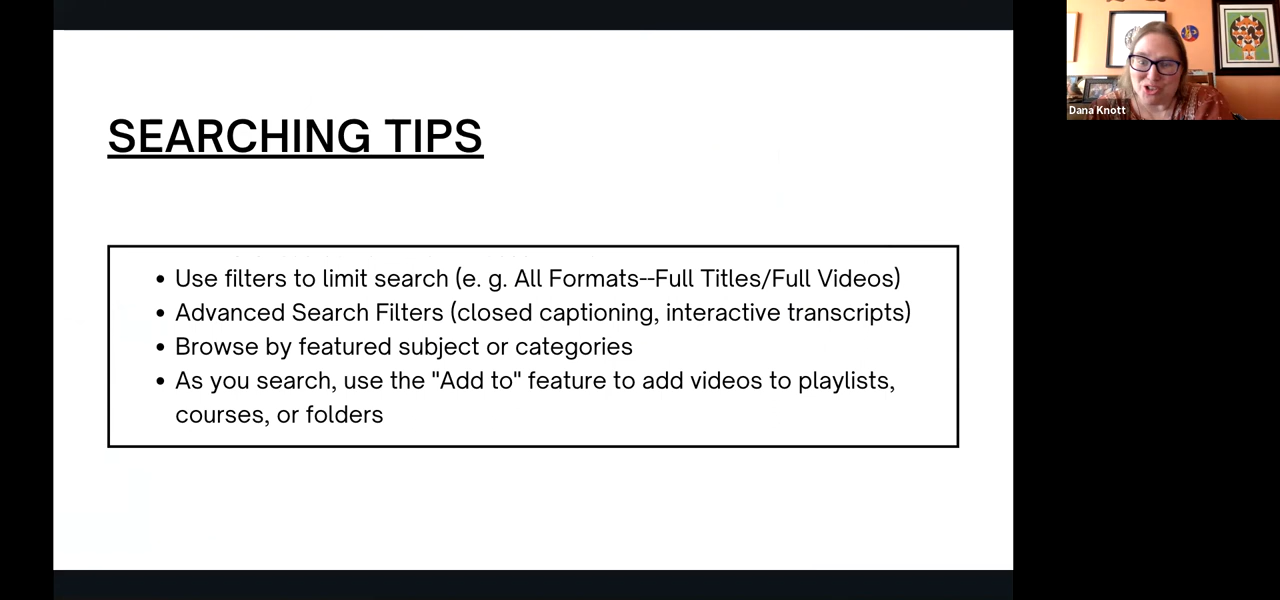 SEARCHING TIPS
Use filters to limit search (e. g. All Formats--Full Titles/Full Videos)
Advanced Search Filters (closed captioning, interactive transcripts)
Browse by featured subject or categories
As you search, use the "Add to" feature to add videos to playlists,
courses, or folders
Dana Knott